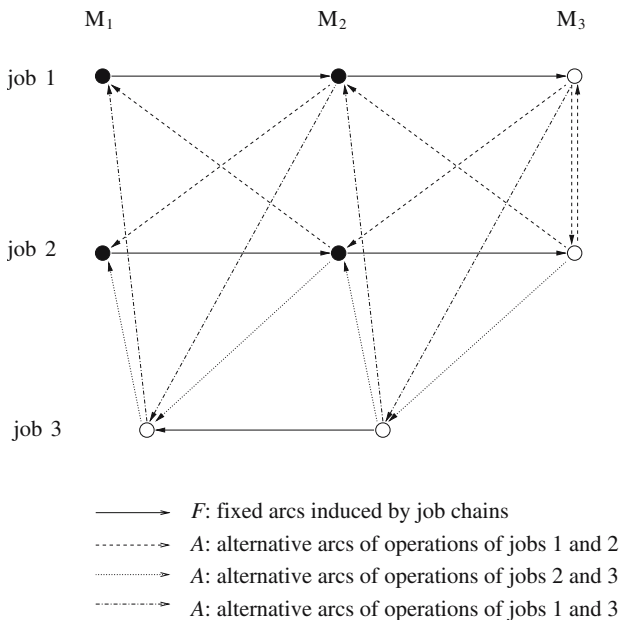 M₁ M₂ M₃
job 1
job 2
job 3
F: fixed arcs induced by job chains
A: alternative arcs of operations of jobs 1 and 2
A: alternative arcs of operations of jobs 2 and 3
A: alternative arcs of operations of jobs 1 and 3